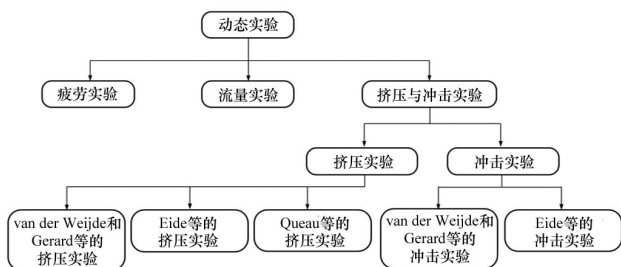 动态实验
疲劳实验
流量实验
挤压与冲击实验
挤压实验
冲击实验
van der Weijde和
Gerard等的
挤压实验
Eide等的
挤压实验
Queau等的
挤压实验
van der Weijde和
Gerard等的
冲击实验
Eide等的
冲击实验